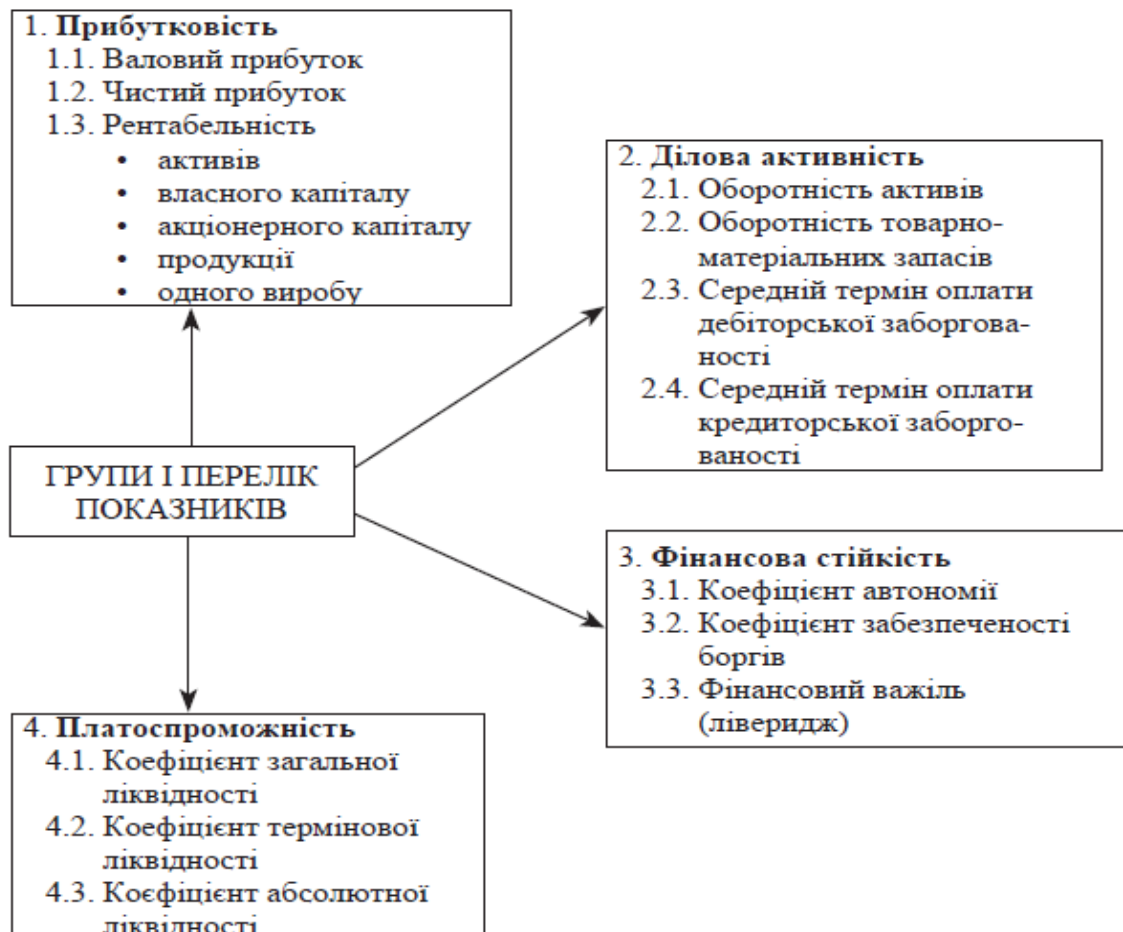 1. Прибутковість
1.1. Валовий прибуток
1.2. Чистий прибуток
1.3. Рентабельність
• активів
• власного капіталу
• акціонерного капіталу
• продукції
• одного виробу
2. Ділова активність
2.1. Оборотність активів
2.2. Оборотність товарно-
матеріальних запасів
2.3. Середній термін оплати
дебіторської заборгова-
ності
2.4. Середній термін оплати
кредиторської заборго-
ваності
ГРУПИ І ПЕРЕЛІК
ПОКАЗНИКІВ
3. Фінансова стійкість
3.1. Коефіцієнт автономії
3.2. Коефіцієнт забезпеченості
боргів
3.3. Фінансовий важіль
(ліверидж)
4. Платоспроможність
4.1. Коефіцієнт загальної
ліквідності
4.2. Коефіцієнт термінової
ліквідності
4.3. Коєфіцієнт абсолютної
ліквідності